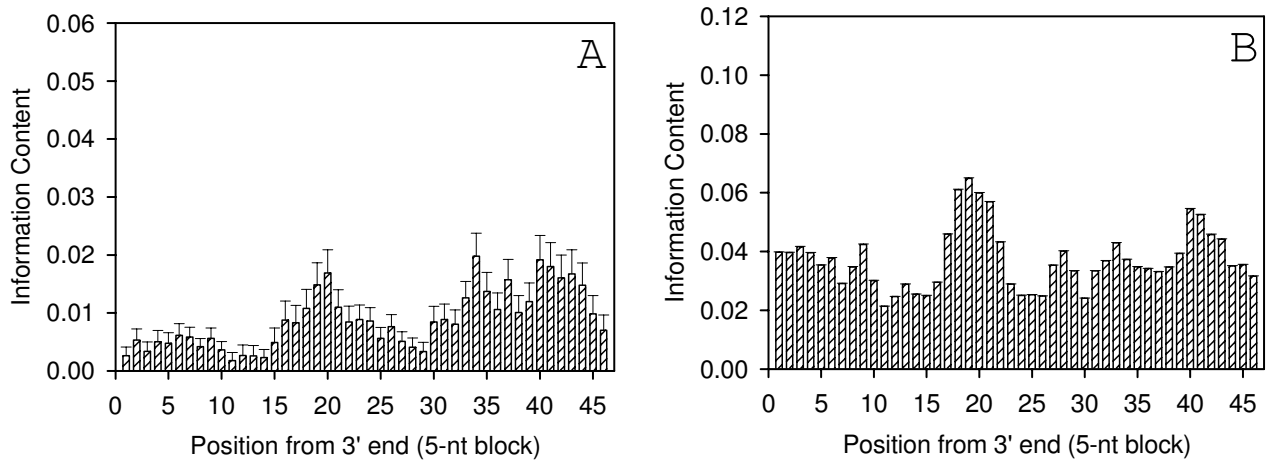 A
Information Content
0.06
0.05
0.04
0.03
0.02
0.01
0.00
0 5 10 15 20 25 30 35 40 45
Position from 3' end (5-nt block)
B
Information Content
0.12
0.10
0.08
0.06
0.04
0.02
0.00
0 5 10 15 20 25 30 35 40 45
Position from 3' end (5-nt block)